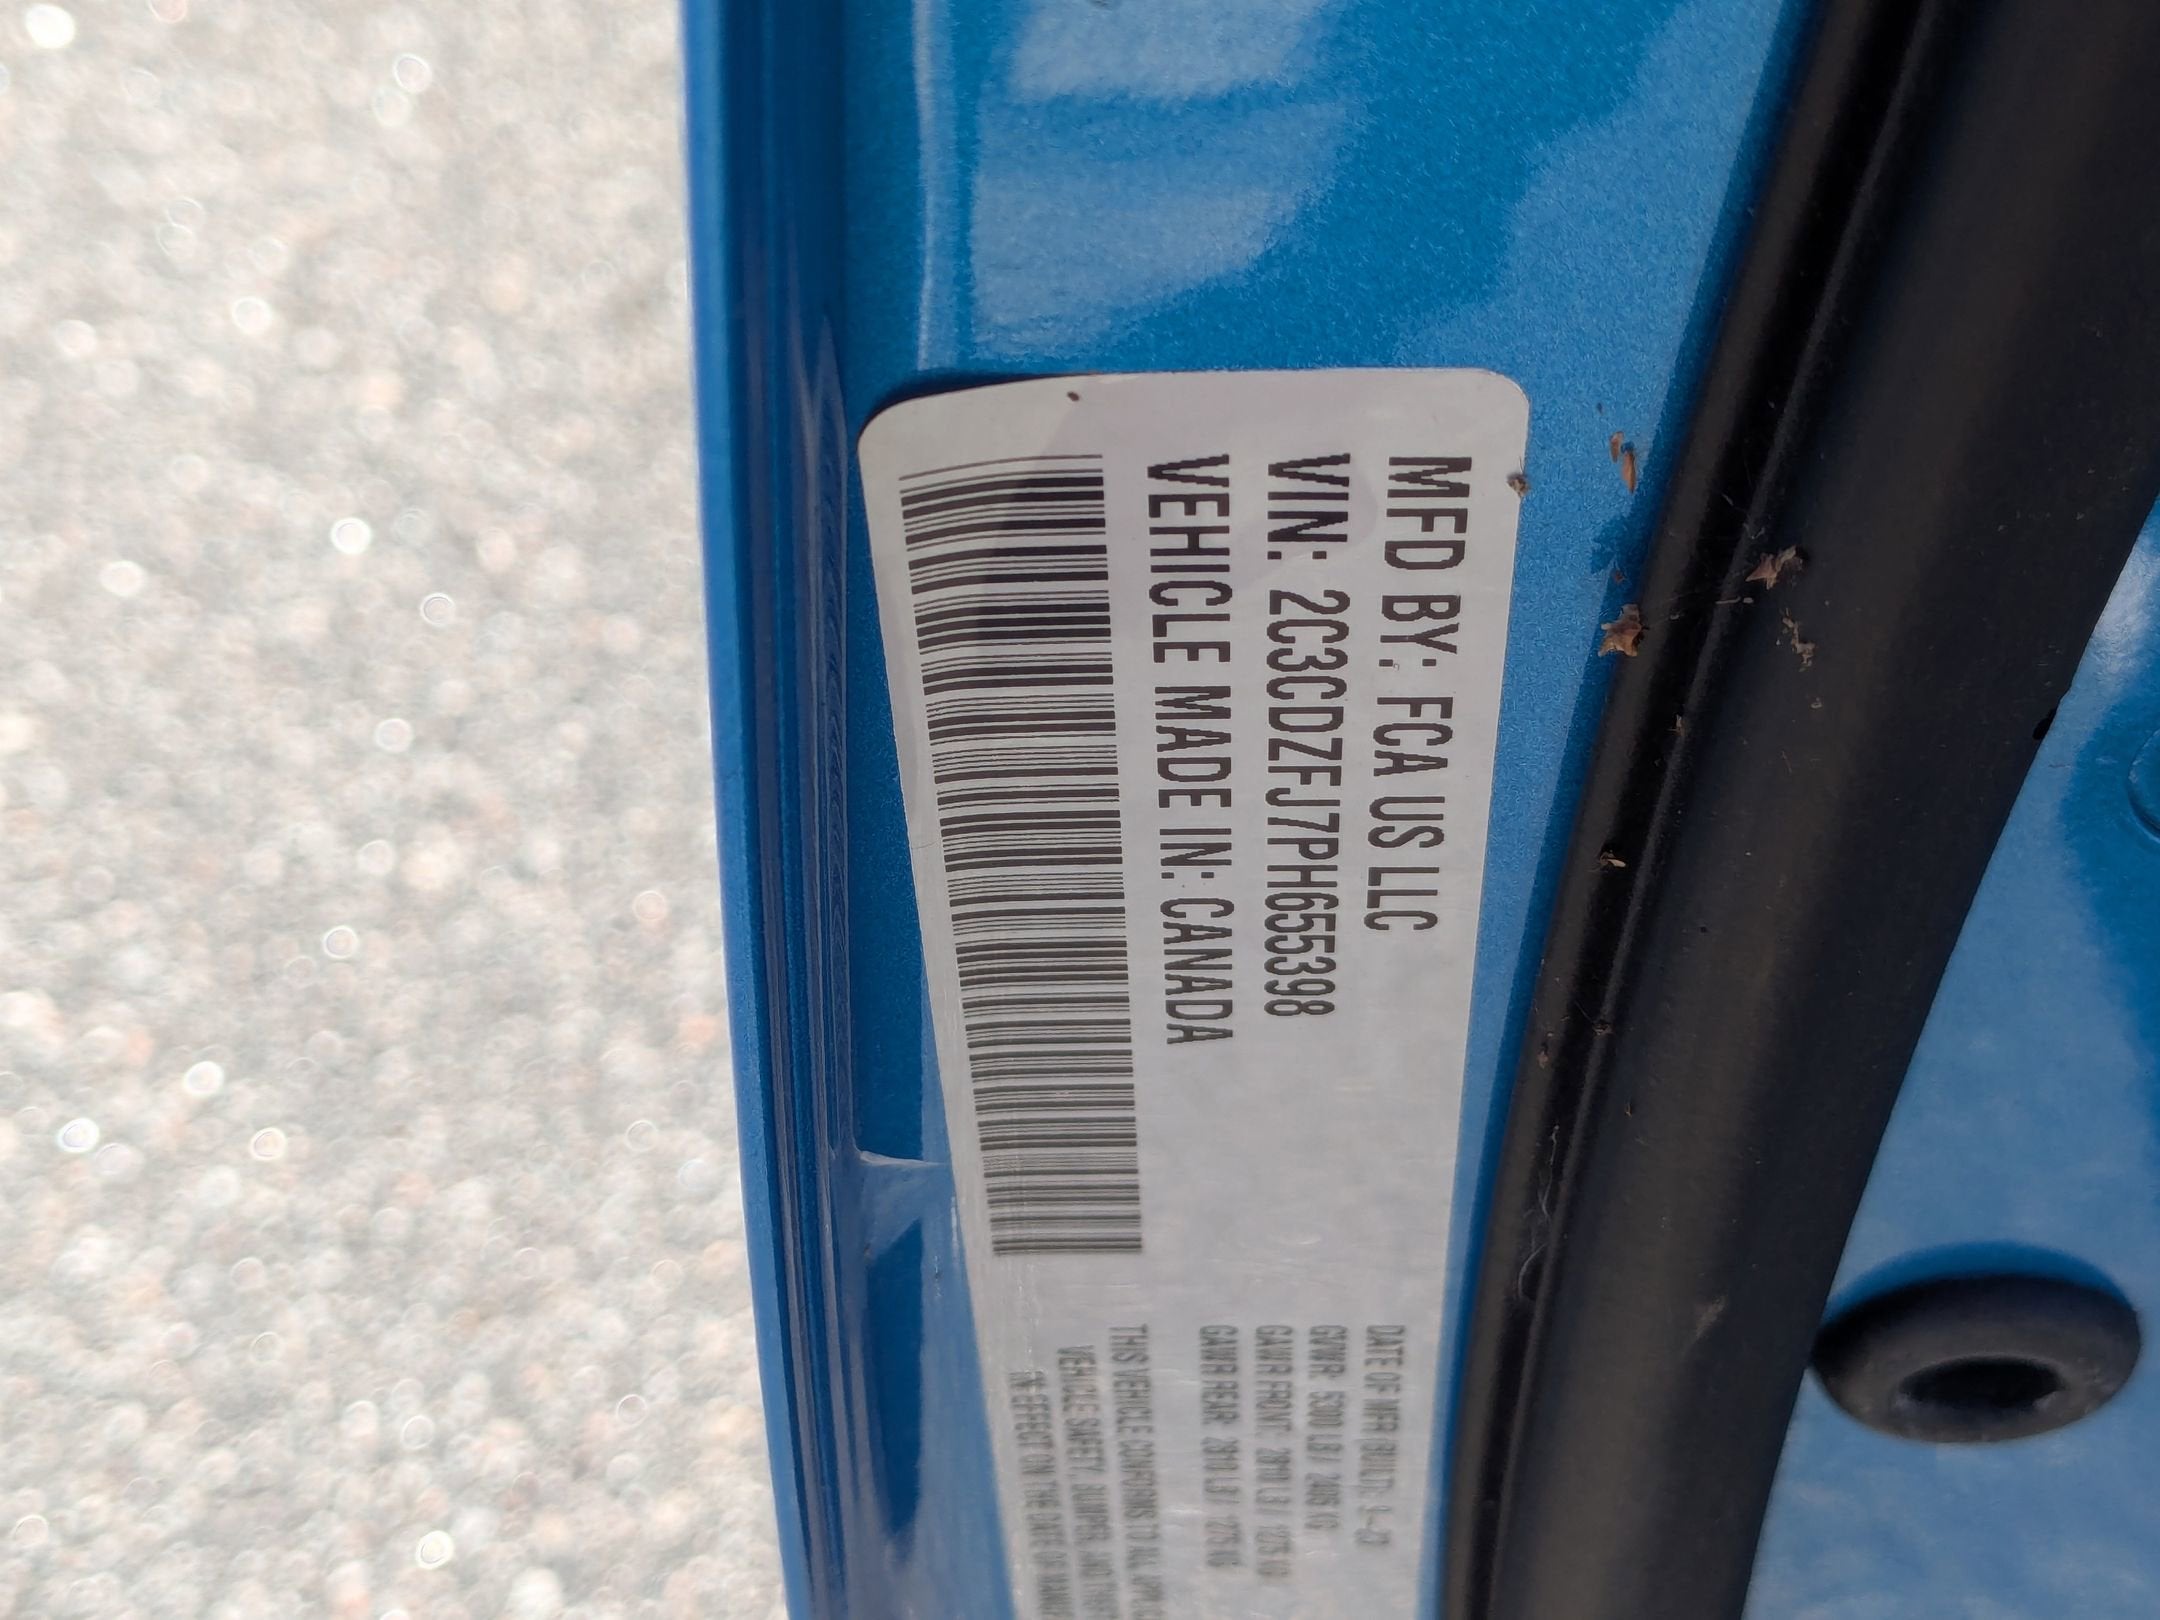 MFD BY: FCA US LLC
VIN: 2C3CDZFJ7PH655398
VEHICLE MADE IN: CANADA
DATE OF MFR (BUILT):
GVWR: 5300 LB /
GAWR FRONT:
GAWR REAR:
THIS VEHICLE CONFORMS TO ALL
VEHICLE SAFETY, BUMPER, AND
IN EFFECT ON THE DATE OF